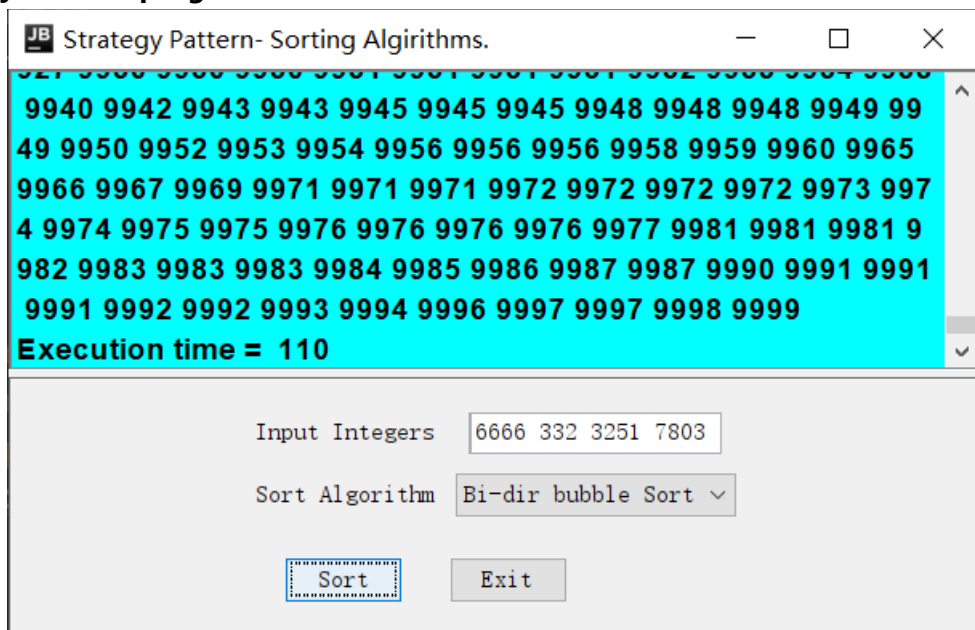 JB Strategy Pattern- Sorting Algirithms.
9940 9942 9943 9943 9945 9945 9945 9948 9948 9948 9949 99
49 9950 9952 9953 9954 9956 9956 9956 9958 9959 9960 9965
9966 9967 9969 9971 9971 9971 9972 9972 9972 9972 9973 997
4 9974 9975 9975 9976 9976 9976 9976 9977 9981 9981 9981 9
982 9983 9983 9983 9984 9985 9986 9987 9987 9990 9991 9991
9991 9992 9992 9993 9994 9996 9997 9997 9998 9999
Execution time = 110
Input Integers 6666 332 3251 7803
Sort Algorithm Bi-dir bubble Sort
Sort Exit